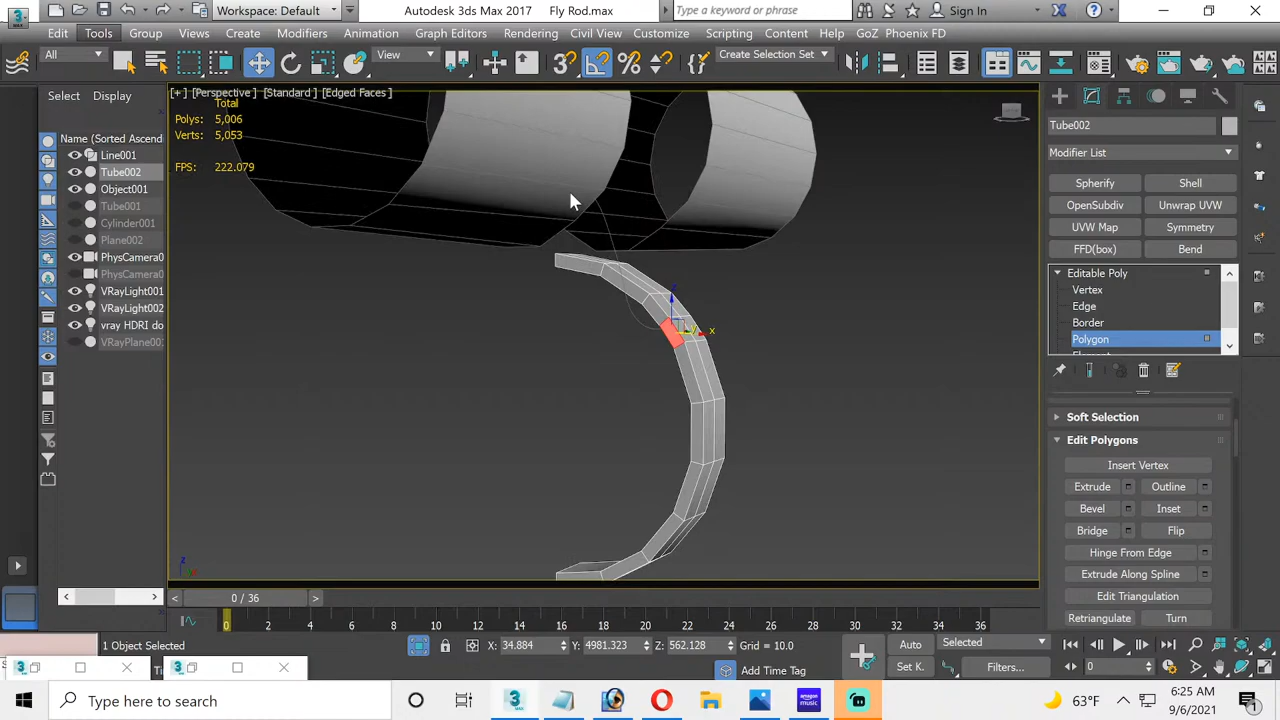 Workspace: Default
Autodesk 3ds Max 2017 Fly Rod.max
Type a keyword or phrase
Sign In
Edit Tools Group Views Create Modifiers Animation Graph Editors Rendering Civil View Customize Scripting Content Help GoZ Phoenix FD
All
View
Create Selection Set
Select Display
Name (Sorted Ascend
Line001
Tube002
Object001
Tube001
Cylinder001
Plane002
PhysCamera0
PhysCamera0
VRayLight001
VRayLight002
vray HDRI do
VRayPlane001
[+] [Perspective] [Standard] [Edged Faces]
Total
Polys: 5,006
Verts: 5,053
FPS: 222.079
z
y
x
z
Tube002
Modifier List
Spherify Shell
OpenSubdiv Unwrap UVW
UV Map Symmetry
FFD(box) Bend
Editable Poly
Vertex
Edge
Border
Polygon
Element
Soft Selection
Edit Polygons
Insert Vertex
Extrude Outline
Bevel Inset
Bridge Flip
Hinge From Edge
Extrude Along Spline
Edit Triangulation
Retriangulate Turn
0 / 36
0 2 4 6 8 10 12 14 16 18 20 22 24 26 28 30 32 34 36
1 Object Selected
X: 34.884 Y: 4981.323 Z: 562.128 Grid = 10.0
Auto Selected
Add Time Tag
Set K. Filters...
0
Type here to search
amazon music
63°F
6:25 AM
9/6/2021
1